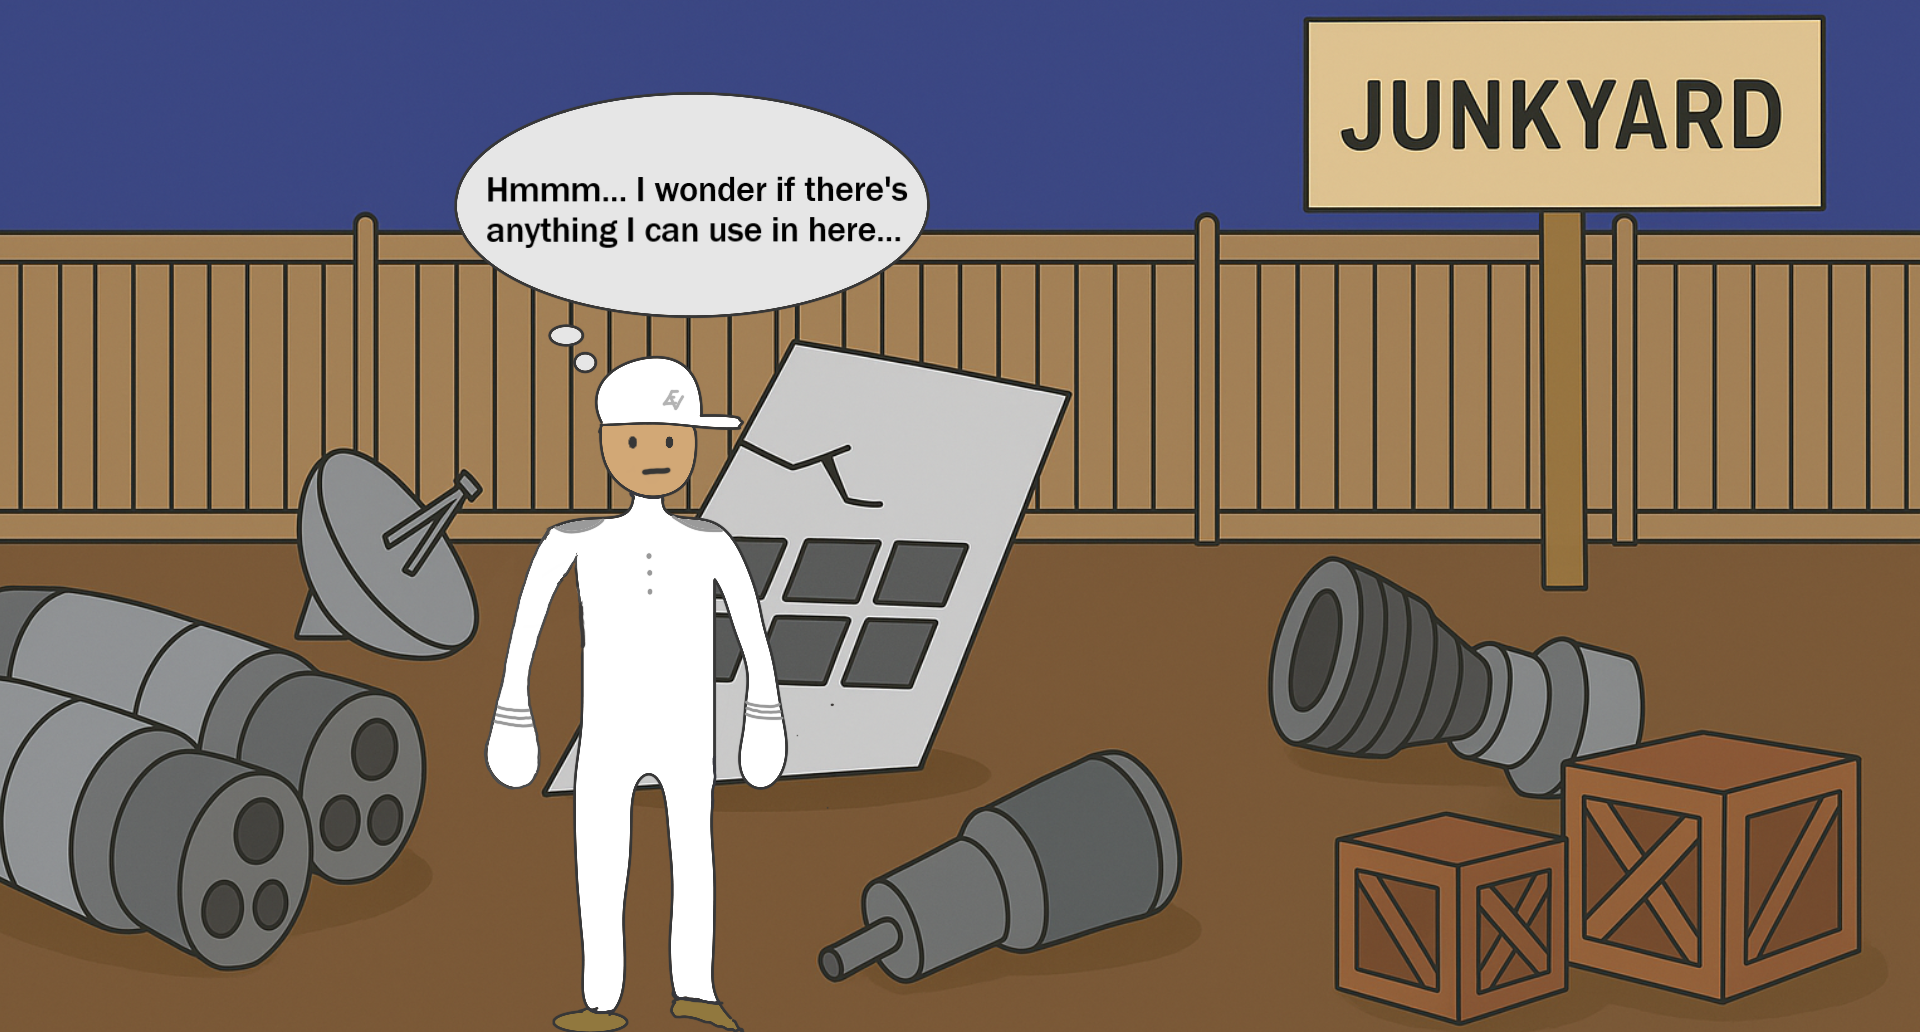 JUNKYARD
Hmmm... I wonder if there's
anything I can use in here...